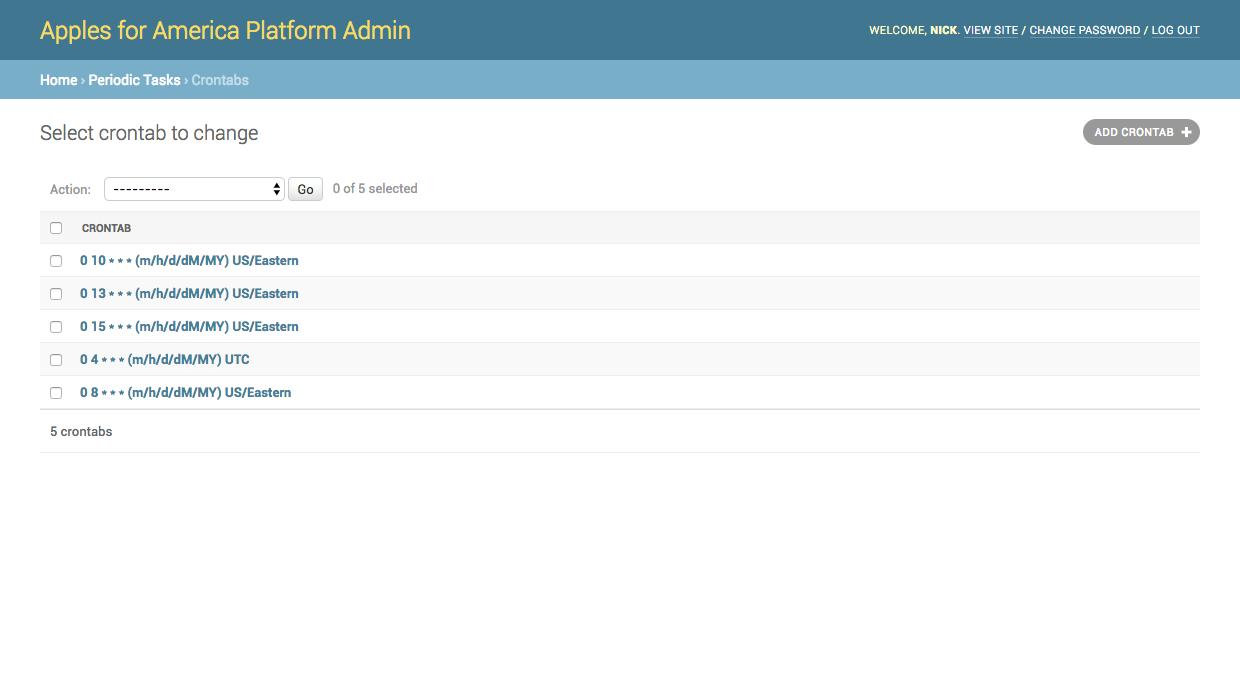 Apples for America Platform Admin
WELCOME, NICK. VIEW SITE / CHANGE PASSWORD / LOG OUT
Home › Periodic Tasks › Crontabs
Select crontab to change
ADD CRONTAB +
Action: --------- Go 0 of 5 selected
CRONTAB
0 10 * * * (m/h/d/dM/MY) US/Eastern
0 13 * * * (m/h/d/dM/MY) US/Eastern
0 15 * * * (m/h/d/dM/MY) US/Eastern
0 4 * * * (m/h/d/dM/MY) UTC
0 8 * * * (m/h/d/dM/MY) US/Eastern
5 crontabs